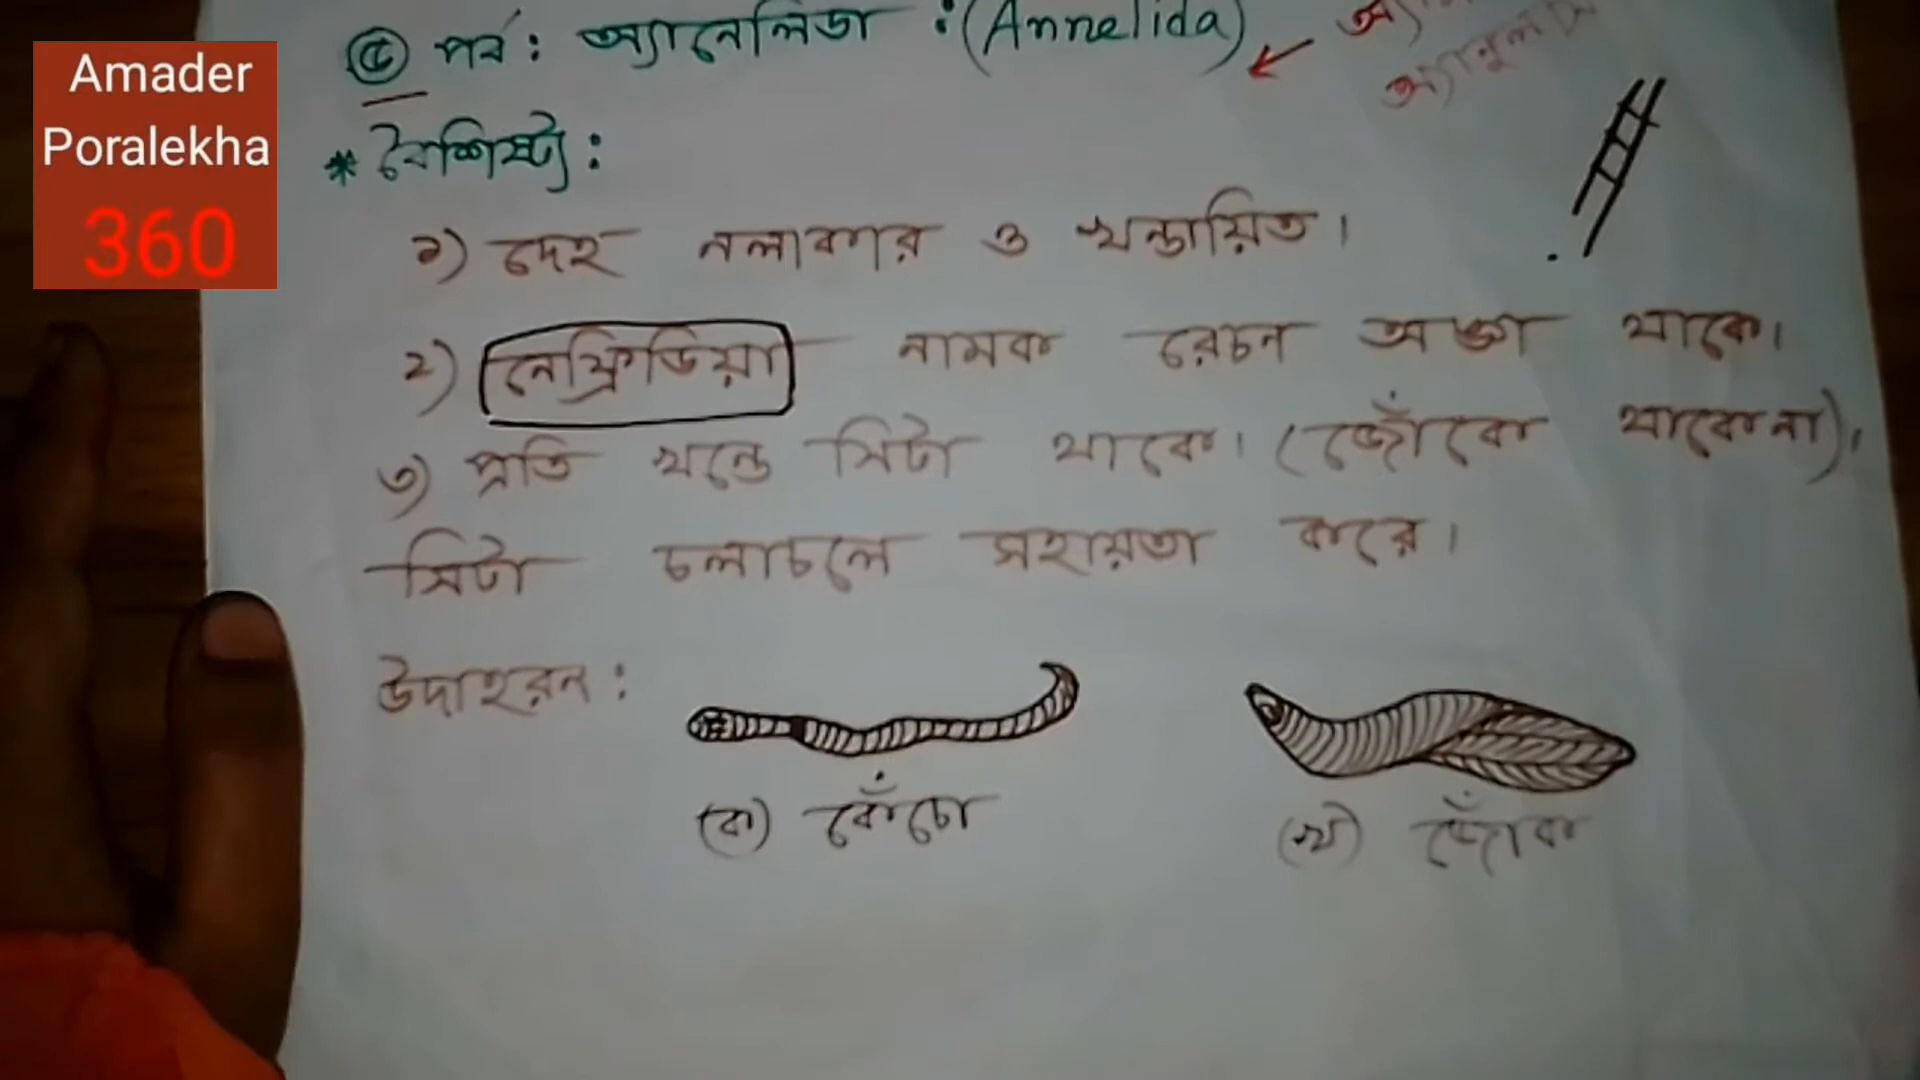 Amader
Poralekha
360
৫ পর্ব : অ্যানেলিডা : (Annelida)
* বৈশিষ্ট্য :
১) দেহ নলাকার ও খন্ডায়িত।
২) নেফ্রিডিয়া নামক রেচন অঙ্গ থাকে।
৩) প্রতি খন্ডে সিটা থাকে। (জোঁকে থাকেনা)।
সিটা চলাচলে সহায়তা করে।
উদাহরন :
(ক) কেঁচো
(খ) জোঁক